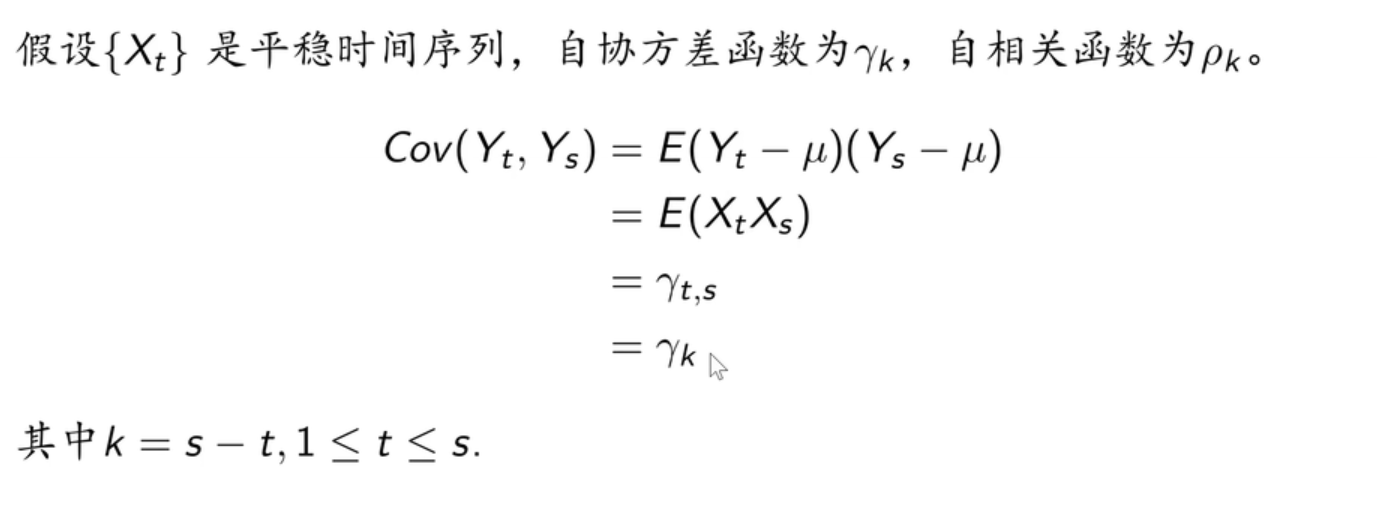 假设{Xₜ} 是平稳时间序列，自协方差函数为γₖ，自相关函数为ρₖ。
Cov(Yₜ, Yₛ) = E(Yₜ − μ)(Yₛ − μ)
= E(XₜXₛ)
= γₜ,ₛ
= γₖ
其中k = s − t, 1 ≤ t ≤ s.